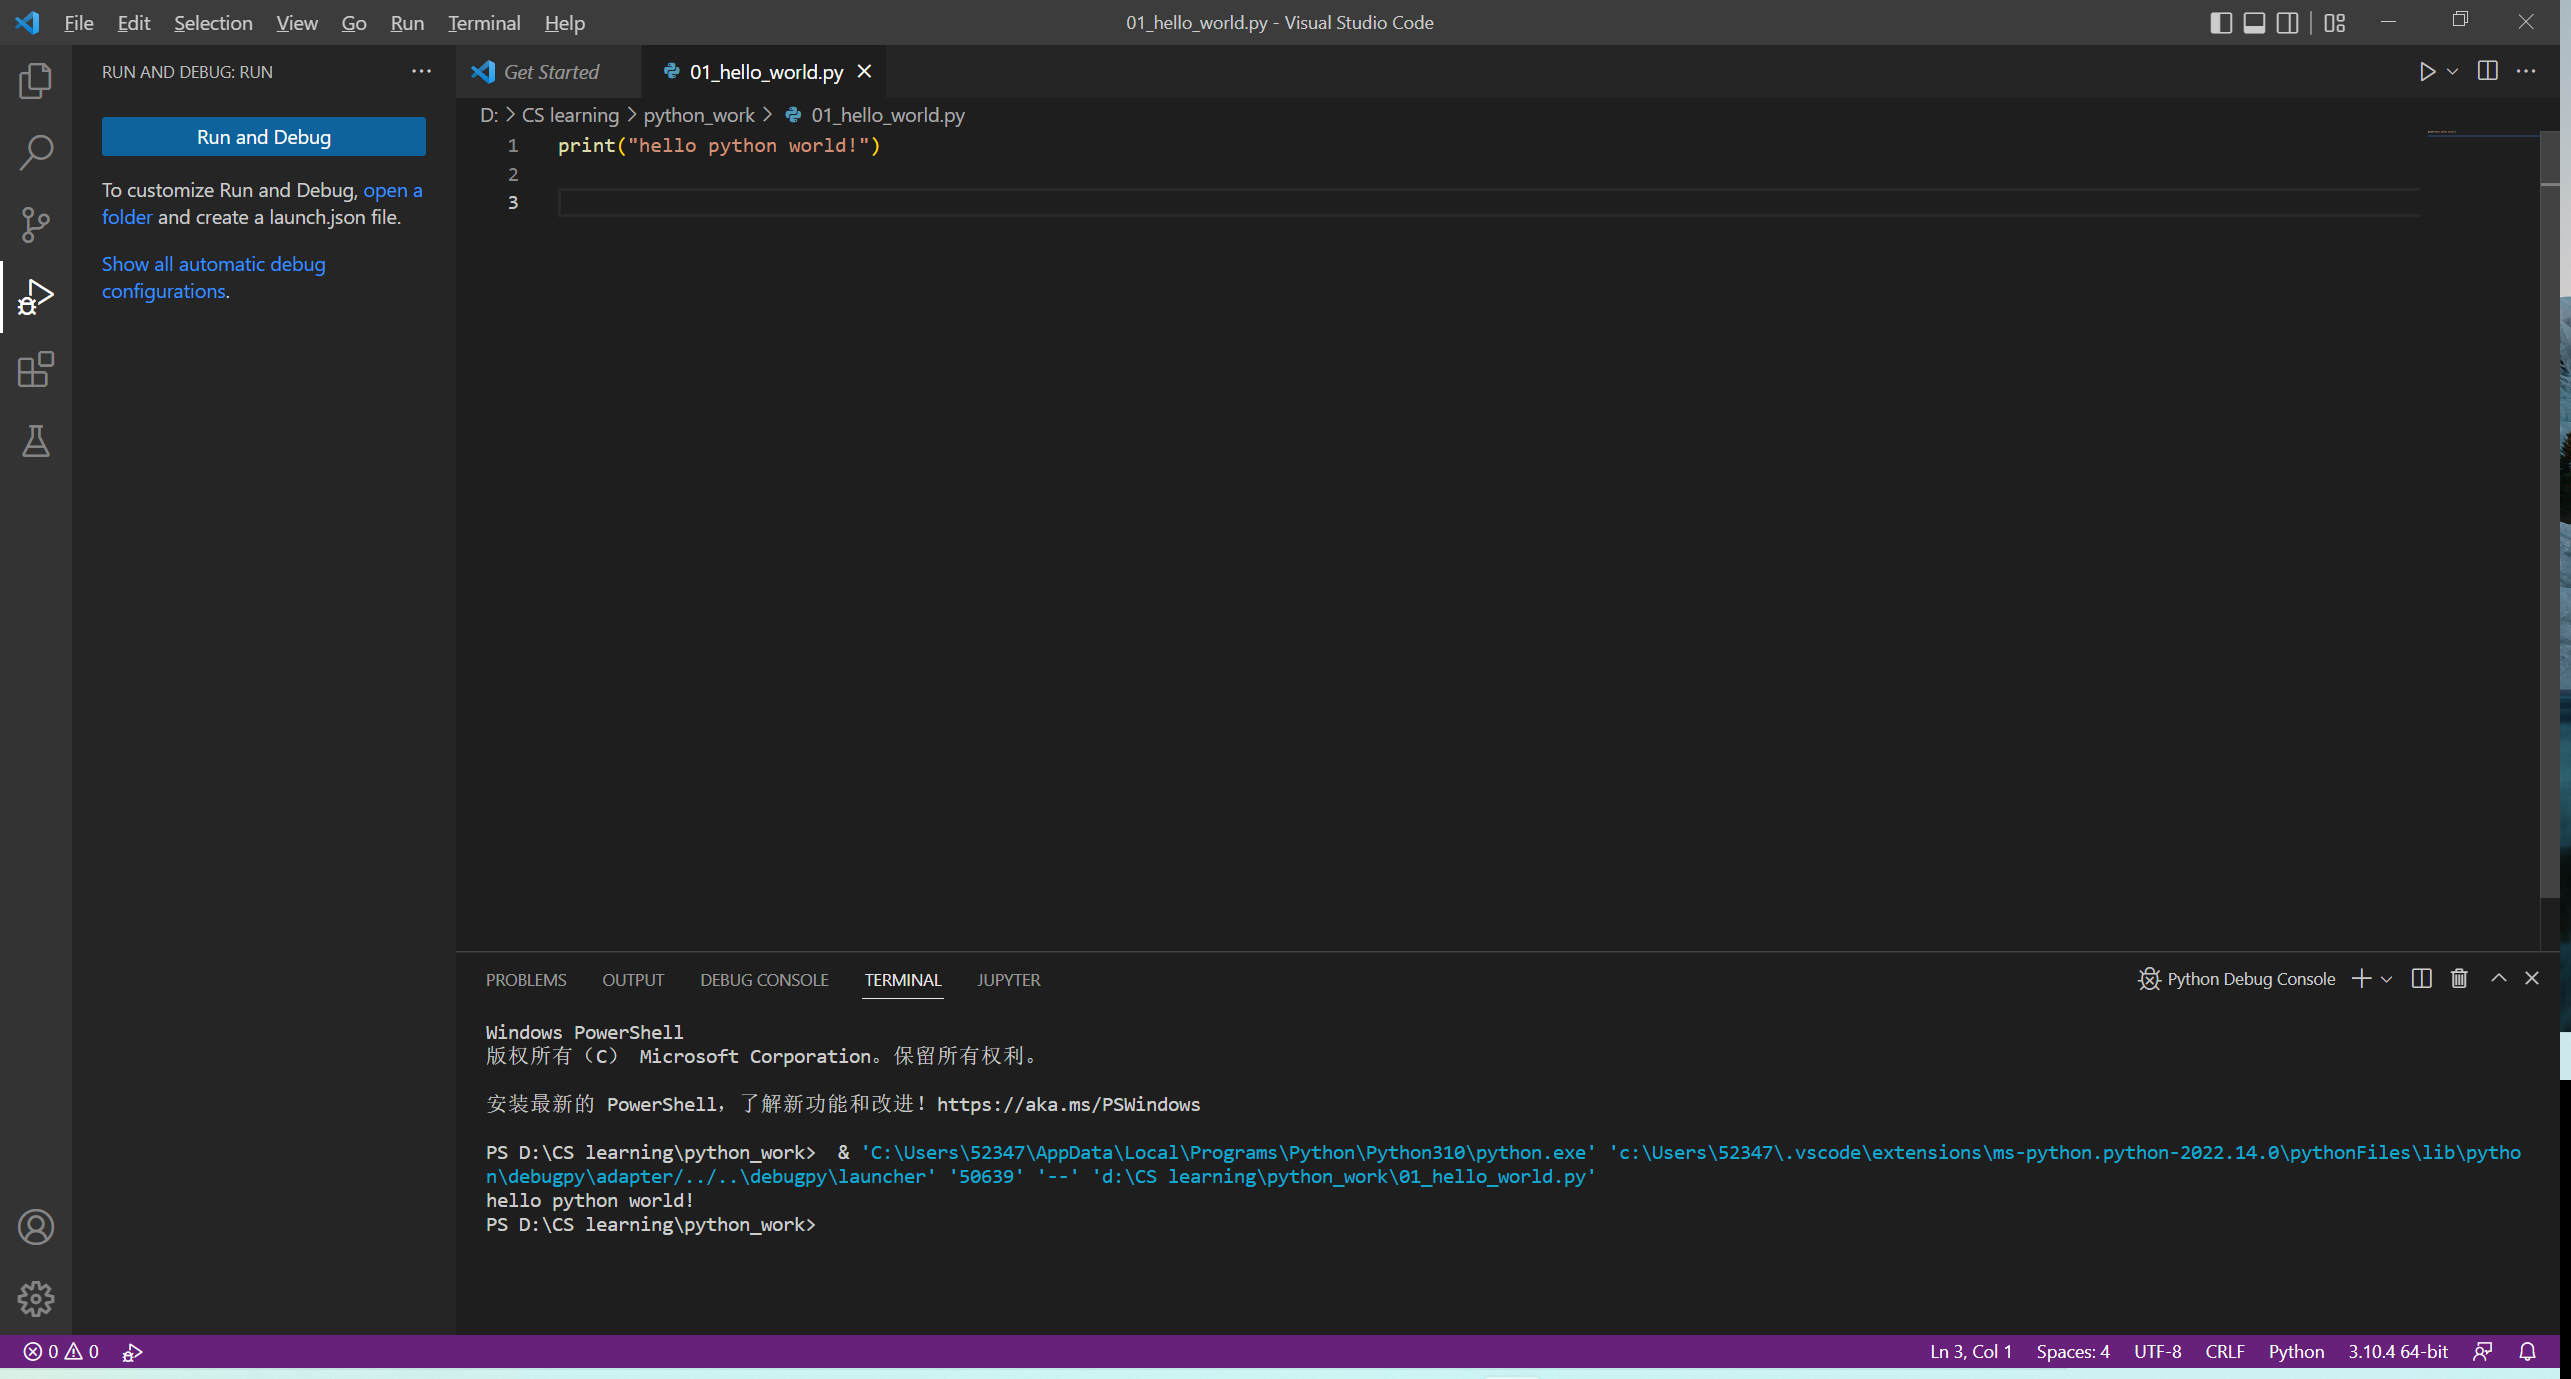 File Edit Selection View Go Run Terminal Help
01_hello_world.py - Visual Studio Code
RUN AND DEBUG: RUN
Run and Debug
To customize Run and Debug, open a
folder and create a launch.json file.
Show all automatic debug
configurations.
Get Started
01_hello_world.py
D: > CS learning > python_work > 01_hello_world.py
1 print("hello python world!")
2
3
PROBLEMS OUTPUT DEBUG CONSOLE TERMINAL JUPYTER
Python Debug Console
Windows PowerShell
版权所有（C） Microsoft Corporation。保留所有权利。
安装最新的 PowerShell，了解新功能和改进！https://aka.ms/PSWindows
PS D:\CS learning\python_work>  & 'C:\Users\52347\AppData\Local\Programs\Python\Python310\python.exe' 'c:\Users\52347\.vscode\extensions\ms-python.python-2022.14.0\pythonFiles\lib\pytho
n\debugpy\adapter/../..\debugpy\launcher' '50639' '--' 'd:\CS learning\python_work\01_hello_world.py'
hello python world!
PS D:\CS learning\python_work>
0 0
Ln 3, Col 1 Spaces: 4 UTF-8 CRLF Python 3.10.4 64-bit